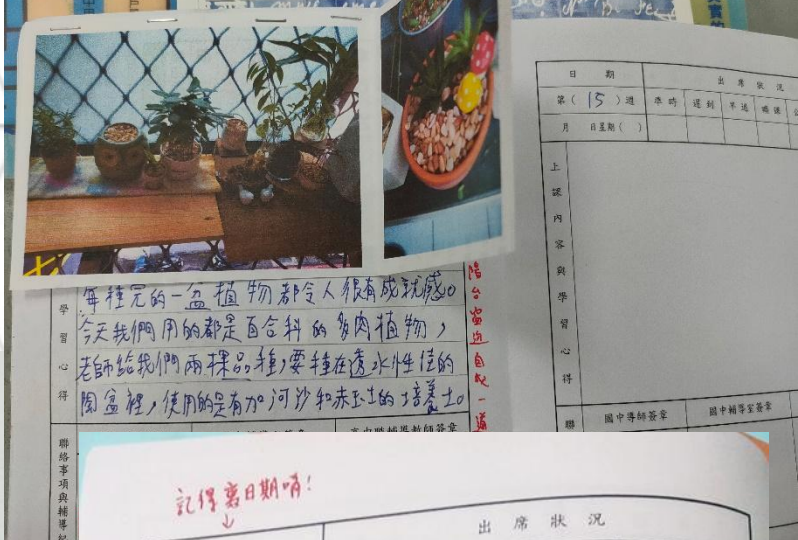 日期
出席狀況
第( 15 )週
準時
遲到
早退
曠課
月 日星期( )
上課內容與學習心得
學習心得
每種完的一盆植物都令人很有成就感。
今天我們用的都是百合科的多肉植物,
老師給我們兩棵品種,要種在透水性佳的
陶盆裡,使用的是有加河沙和赤玉土的培養土。
國中導師簽章
國中輔導室簽章
聯
聯絡事項與輔導紀
記得寫日期唷!
出席狀況